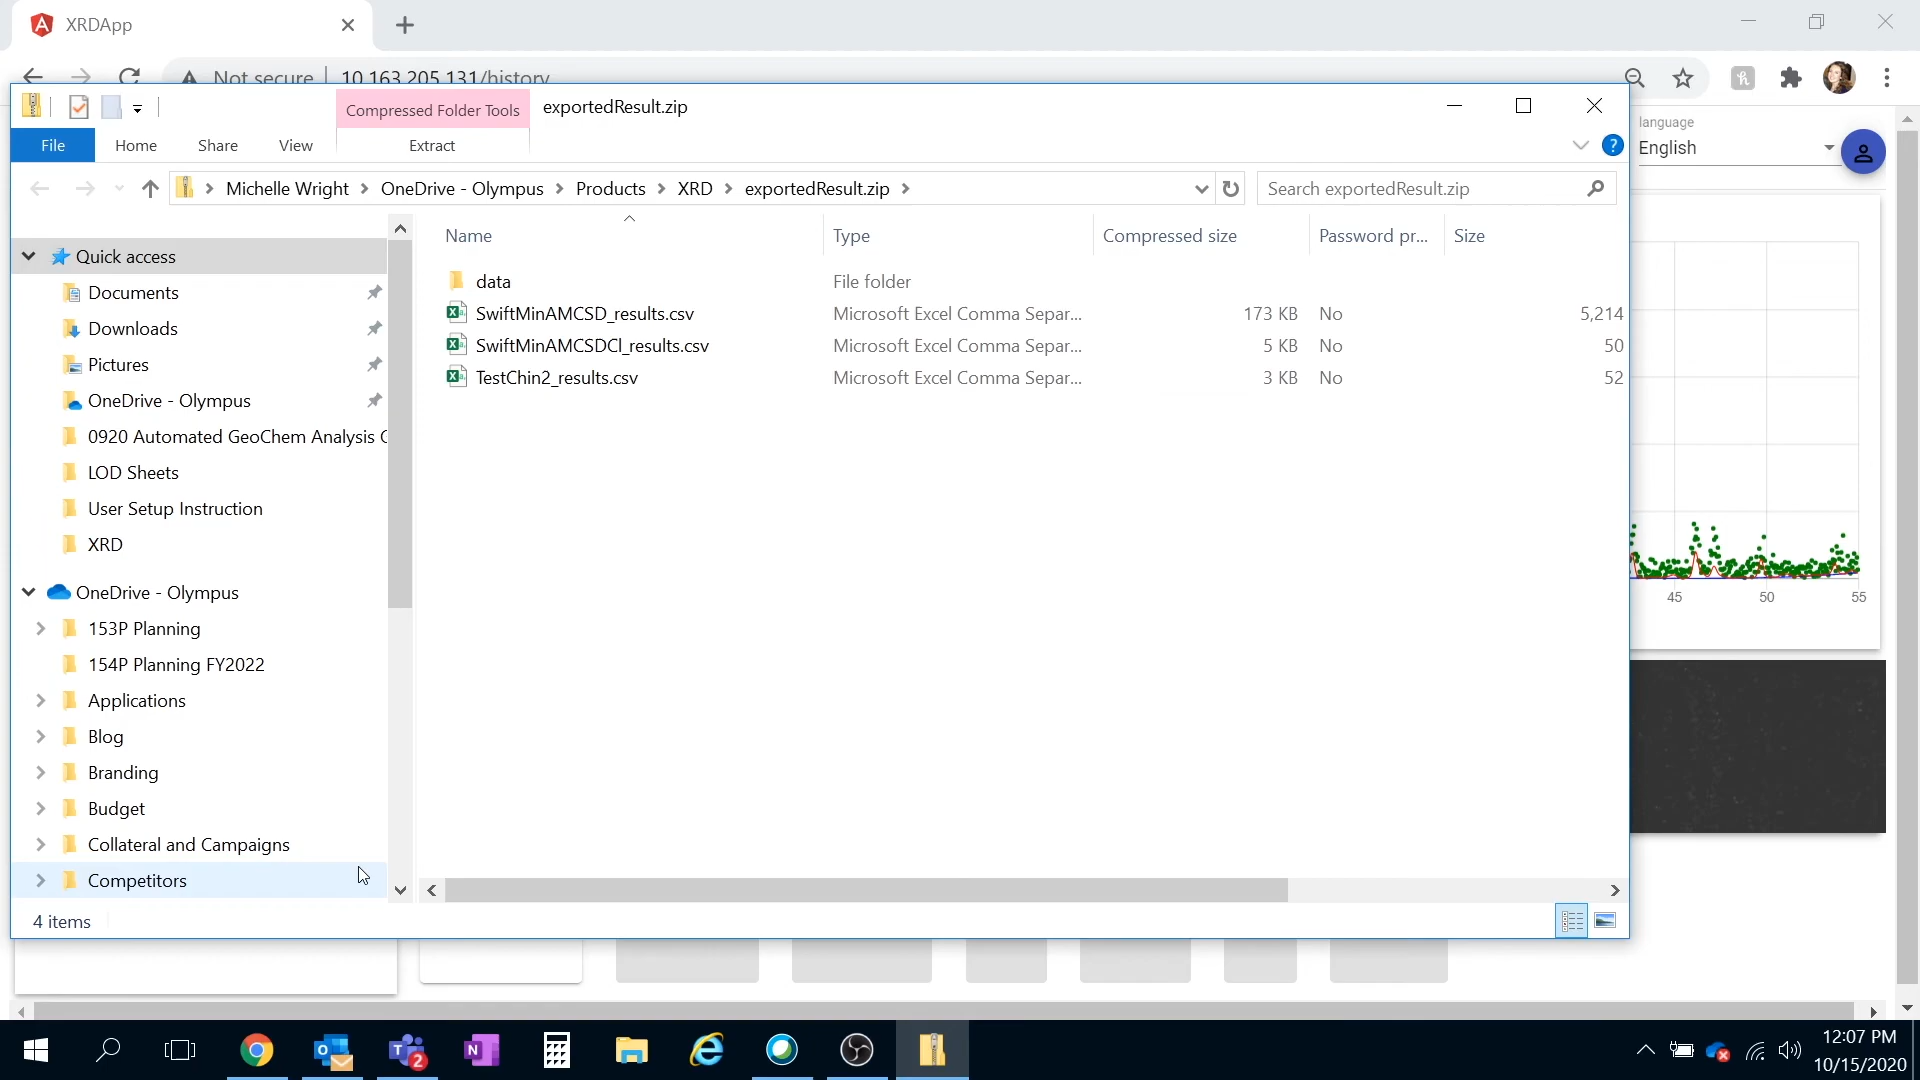 XRDApp
Not secure | 10.163.205.131/history
Compressed Folder Tools
exportedResult.zip
File
Home
Share
View
Extract
?
language
English
Michelle Wright > OneDrive - Olympus > Products > XRD > exportedResult.zip >
Search exportedResult.zip
Name
Type
Compressed size
Password pr...
Size
data
File folder
SwiftMinAMCSD_results.csv
Microsoft Excel Comma Separ...
173 KB
No
5,214
SwiftMinAMCSDCl_results.csv
Microsoft Excel Comma Separ...
5 KB
No
50
TestChin2_results.csv
Microsoft Excel Comma Separ...
3 KB
No
52
Quick access
Documents
Downloads
Pictures
OneDrive - Olympus
0920 Automated GeoChem Analysis
LOD Sheets
User Setup Instruction
XRD
OneDrive - Olympus
153P Planning
154P Planning FY2022
Applications
Blog
Branding
Budget
Collateral and Campaigns
Competitors
4 items
45
50
55
2
12:07 PM
10/15/2020